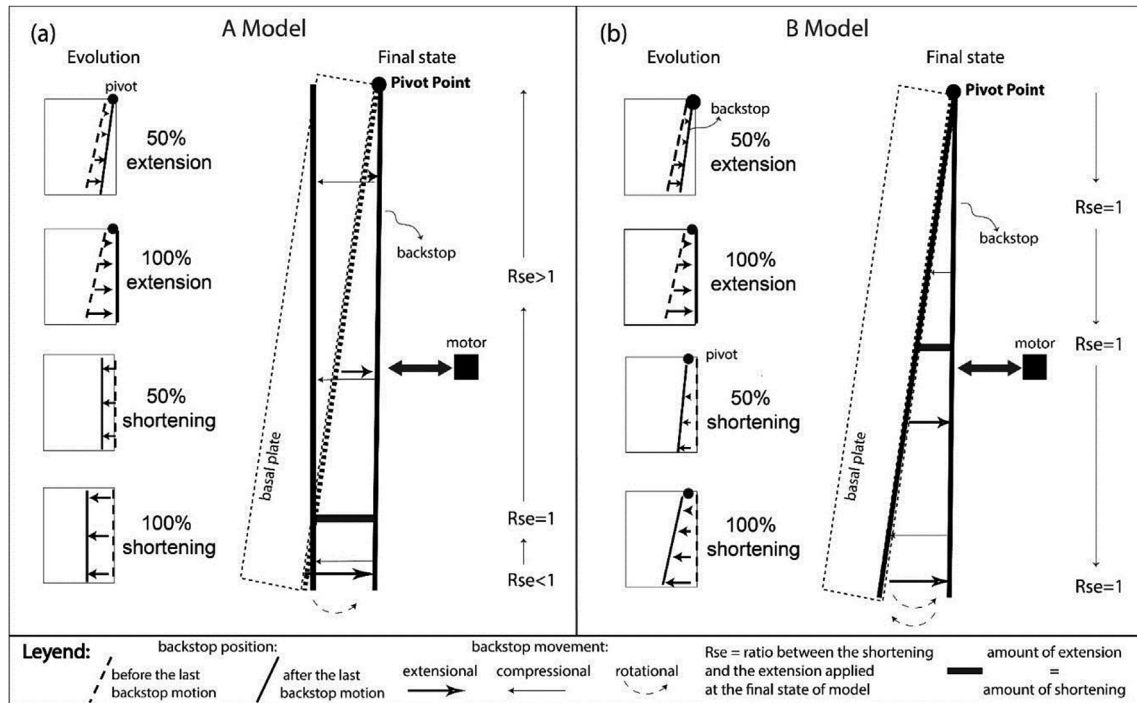 (a)
A Model
Evolution
Final state
pivot
Pivot Point
50%
extension
100%
extension
backstop
Rse>1
motor
50%
shortening
basal plate
100%
shortening
Rse=1
Rse<1
(b)
B Model
Evolution
Final state
Pivot Point
backstop
50%
extension
Rse=1
backstop
100%
extension
Rse=1
motor
pivot
50%
shortening
basal plate
100%
shortening
Rse=1
Leyend:
backstop position:
before the last
backstop motion
after the last
backstop motion
backstop movement:
extensional
compressional
rotational
Rse = ratio between the shortening
and the extension applied
at the final state of model
amount of extension
=
amount of shortening